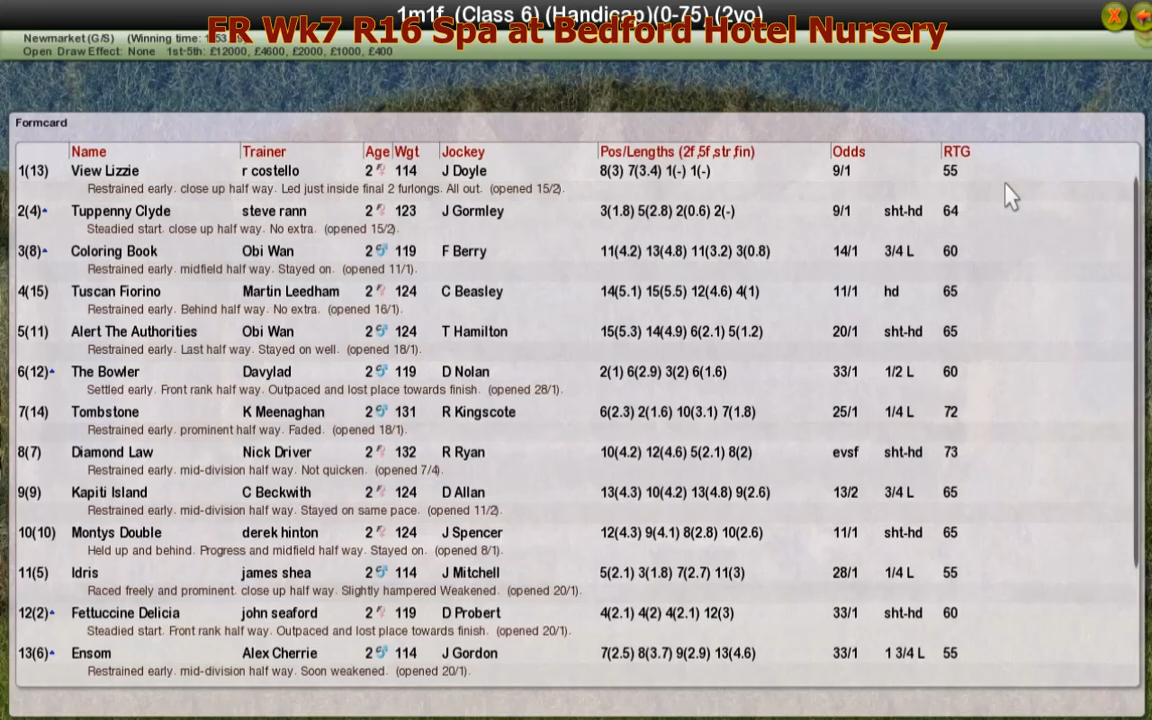 1m1f, (Class 6) (Handicap)(0-75) (2yo)
FR Wk7 R16 Spa at Bedford Hotel Nursery
Newmarket(G/S) (Winning time:
Open Draw Effect: None 1st-5th: £12000, £4600, £2000, £1000, £400
Formcard
Name Trainer Age Wgt Jockey Pos/Lengths (2f,5f,str,fin) Odds RTG
1(13) View Lizzie r costello 2 114 J Doyle 8(3) 7(3.4) 1(-) 1(-) 9/1 55
Restrained early. close up half way. Led just inside final 2 furlongs. All out. (opened 15/2).
2(4) Tuppenny Clyde steve rann 2 123 J Gormley 3(1.8) 5(2.8) 2(0.6) 2(-) 9/1 sht-hd 64
Steadied start. close up half way. No extra. (opened 15/2).
3(8) Coloring Book Obi Wan 2 119 F Berry 11(4.2) 13(4.8) 11(3.2) 3(0.8) 14/1 3/4 L 60
Restrained early. midfield half way. Stayed on. (opened 11/1).
4(15) Tuscan Fiorino Martin Leedham 2 124 C Beasley 14(5.1) 15(5.5) 12(4.6) 4(1) 11/1 hd 65
Restrained early. Behind half way. No extra. (opened 16/1).
5(11) Alert The Authorities Obi Wan 2 124 T Hamilton 15(5.3) 14(4.9) 6(2.1) 5(1.2) 20/1 sht-hd 65
Restrained early. Last half way. Stayed on well. (opened 18/1).
6(12) The Bowler Davylad 2 119 D Nolan 2(1) 6(2.9) 3(2) 6(1.6) 33/1 1/2 L 60
Settled early. Front rank half way. Outpaced and lost place towards finish. (opened 28/1).
7(14) Tombstone K Meenaghan 2 131 R Kingscote 6(2.3) 2(1.6) 10(3.1) 7(1.8) 25/1 1/4 L 72
Restrained early. prominent half way. Faded. (opened 18/1).
8(7) Diamond Law Nick Driver 2 132 R Ryan 10(4.2) 12(4.6) 5(2.1) 8(2) evsf sht-hd 73
Restrained early. mid-division half way. Not quicken. (opened 7/4).
9(9) Kapiti Island C Beckwith 2 124 D Allan 13(4.3) 10(4.2) 13(4.8) 9(2.6) 13/2 3/4 L 65
Restrained early. mid-division half way. Stayed on same pace. (opened 11/2).
10(10) Montys Double derek hinton 2 124 J Spencer 12(4.3) 9(4.1) 8(2.8) 10(2.6) 11/1 sht-hd 65
Held up and behind. Progress and midfield half way. Stayed on. (opened 8/1).
11(5) Idris james shea 2 114 J Mitchell 5(2.1) 3(1.8) 7(2.7) 11(3) 28/1 1/4 L 55
Raced freely and prominent. close up half way. Slightly hampered Weakened. (opened 20/1).
12(2) Fettuccine Delicia john seaford 2 119 D Probert 4(2.1) 4(2) 4(2.1) 12(3) 33/1 sht-hd 60
Steadied start. Front rank half way. Outpaced and lost place towards finish. (opened 20/1).
13(6) Ensom Alex Cherrie 2 114 J Gordon 7(2.5) 8(3.7) 9(2.9) 13(4.6) 33/1 1 3/4 L 55
Restrained early. mid-division half way. Soon weakened. (opened 20/1).